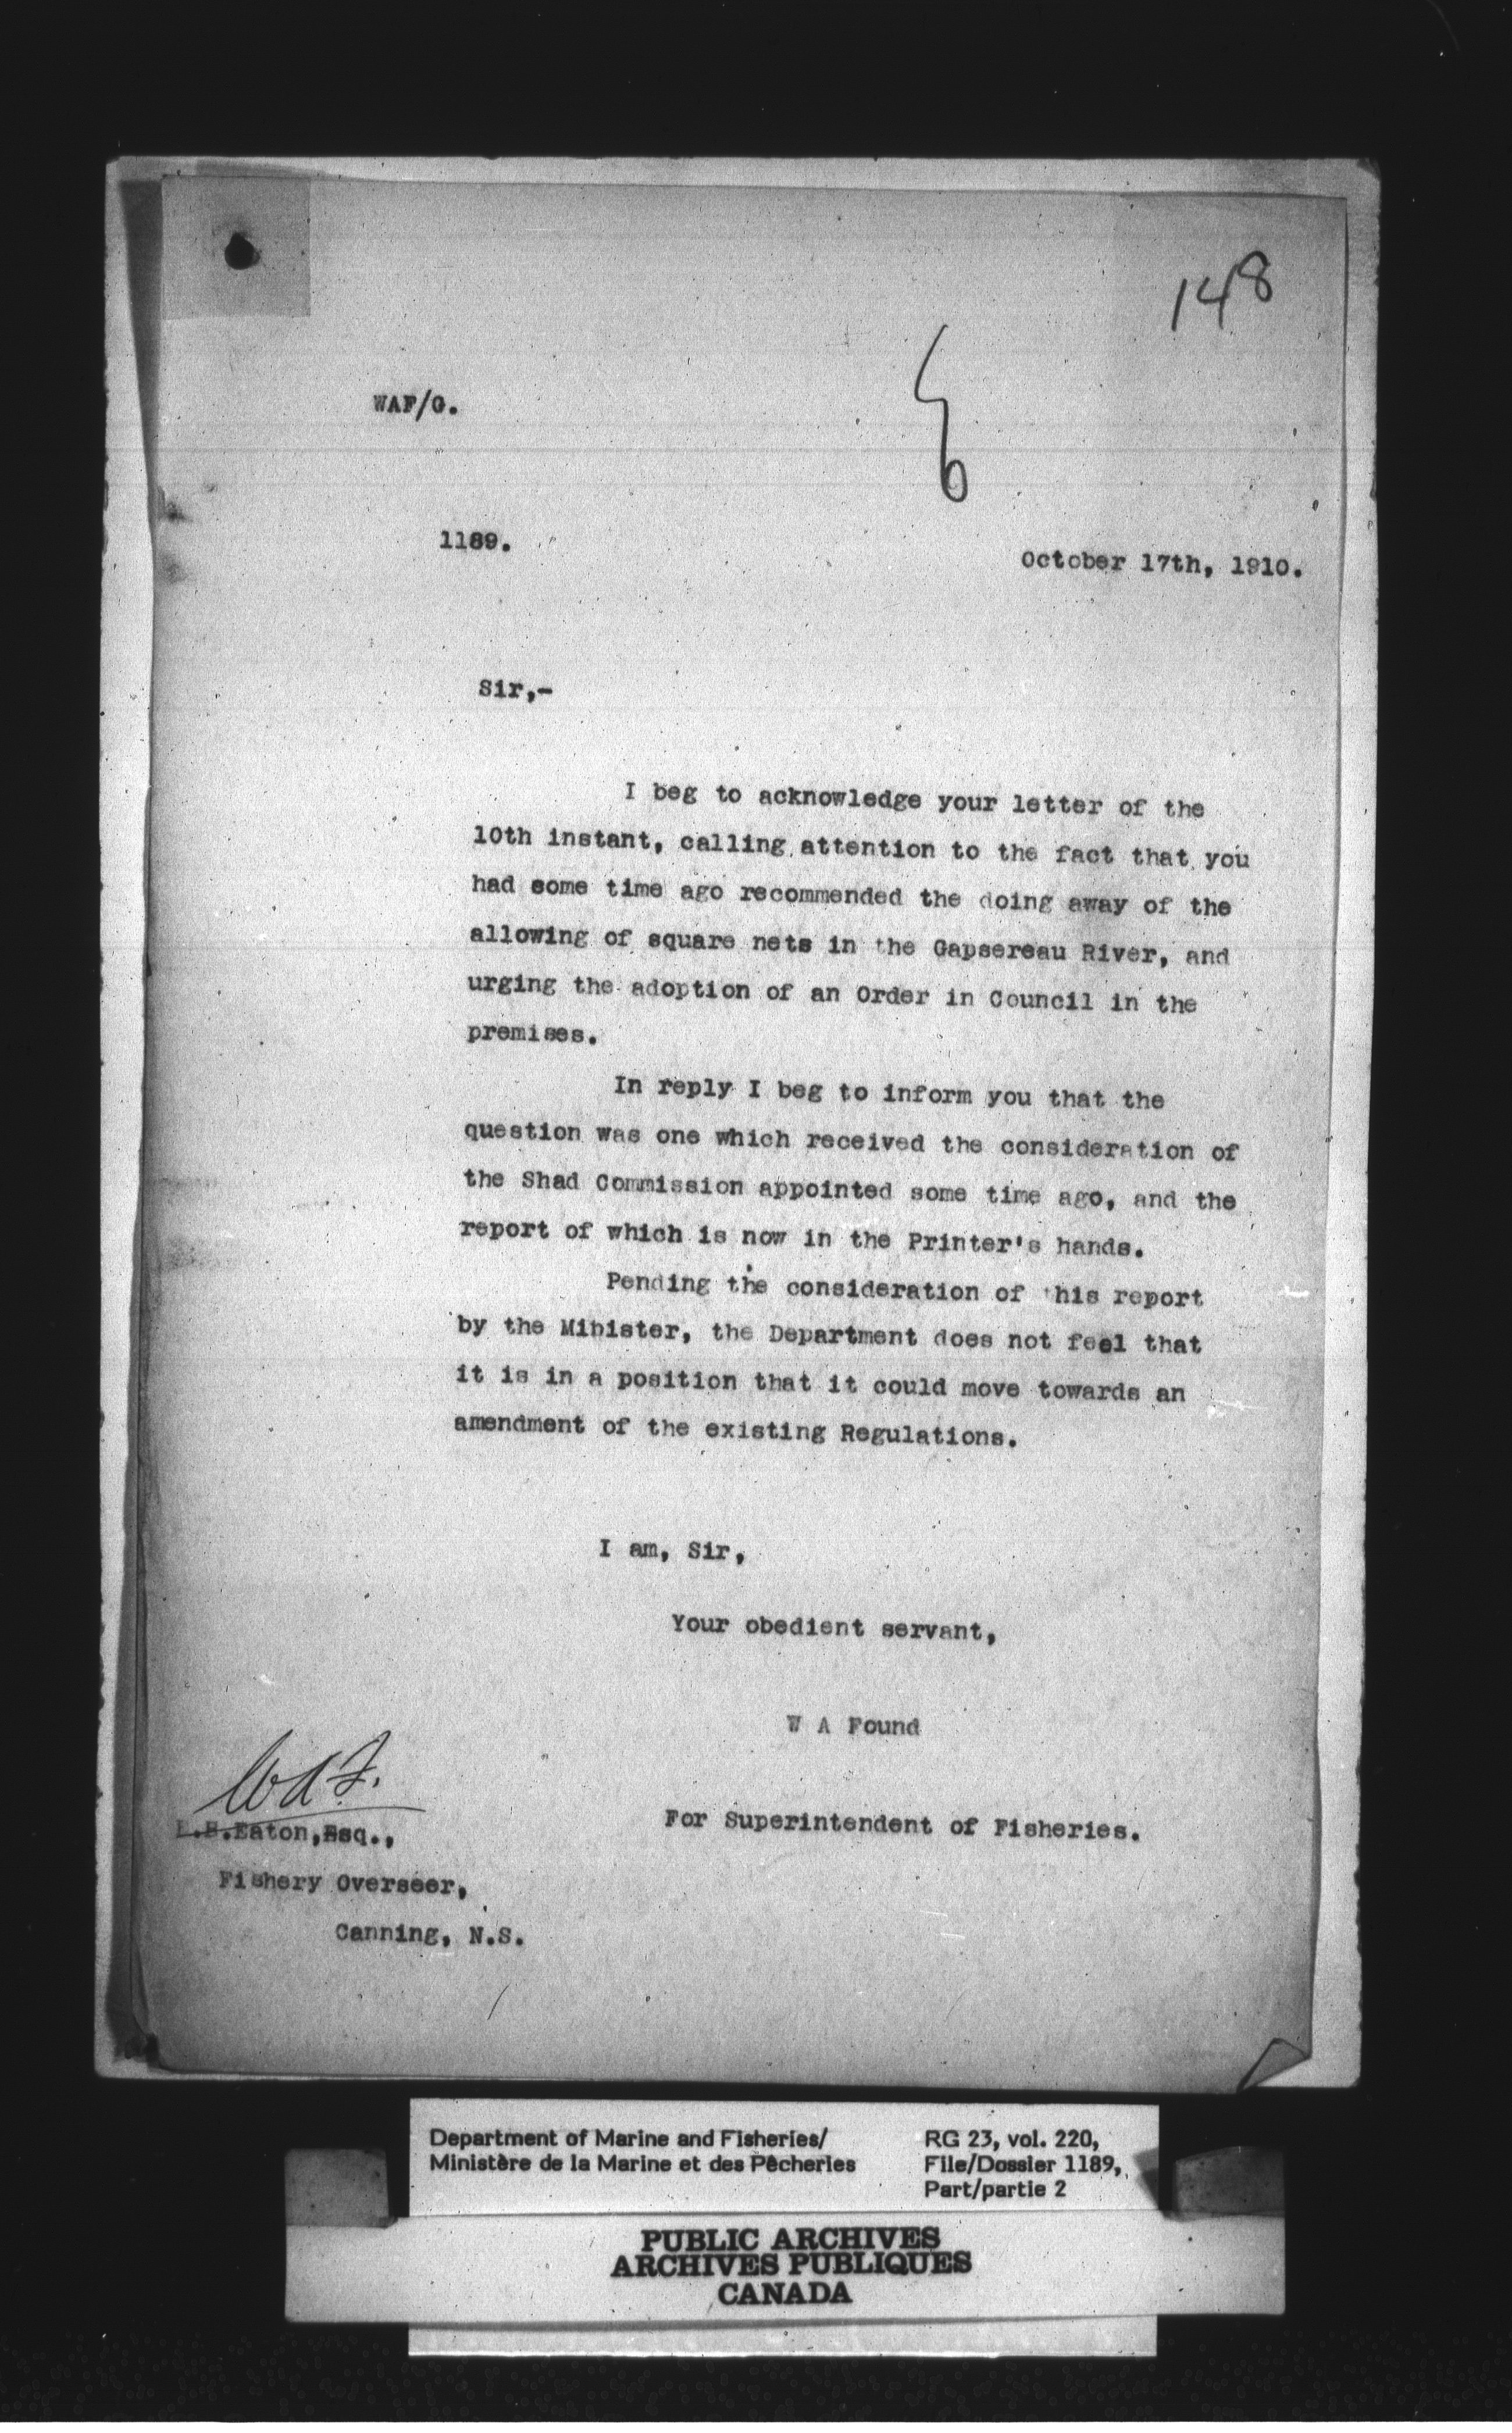 148
WAF/G.
1189.
October 17th, 1910.
Sir,-
I beg to acknowledge your letter of the
10th instant, calling attention to the fact that you
had some time ago recommended the doing away of the
allowing of square nets in the Gapsereau River, and
urging the adoption of an Order in Council in the
premises.
In reply I beg to inform you that the
question was one which received the consideration of
the Shad Commission appointed some time ago, and the
report of which is now in the Printer's hands.
Pending the consideration of this report
by the Minister, the Department does not feel that
it is in a position that it could move towards an
amendment of the existing Regulations.
I am, Sir,
Your obedient servant,
W A Found
For Superintendent of Fisheries.
W A F.
Eaton, Esq.,
Fishery Overseer,
Canning, N.S.
Department of Marine and Fisheries/
Ministère de la Marine et des Pêcheries
RG 23, vol. 220,
File/Dossier 1189,
Part/partie 2
PUBLIC ARCHIVES
ARCHIVES PUBLIQUES
CANADA